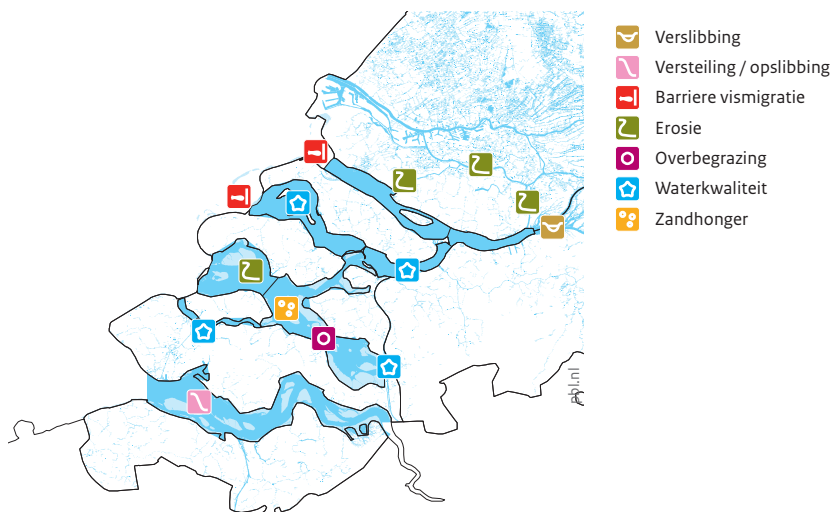 Verslibbing
Versteiling / opslibbing
Barriere vismigratie
Erosie
Overbegrazing
Waterkwaliteit
Zandhonger
pbl.nl